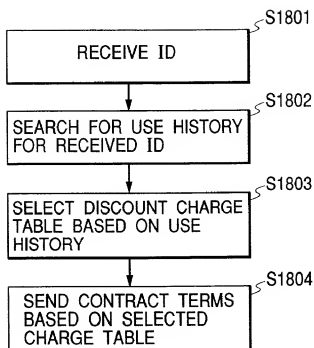 S1801
RECEIVE ID
S1802
SEARCH FOR USE HISTORY
FOR RECEIVED ID
S1803
SELECT DISCOUNT CHARGE
TABLE BASED ON USE
HISTORY
S1804
SEND CONTRACT TERMS
BASED ON SELECTED
CHARGE TABLE